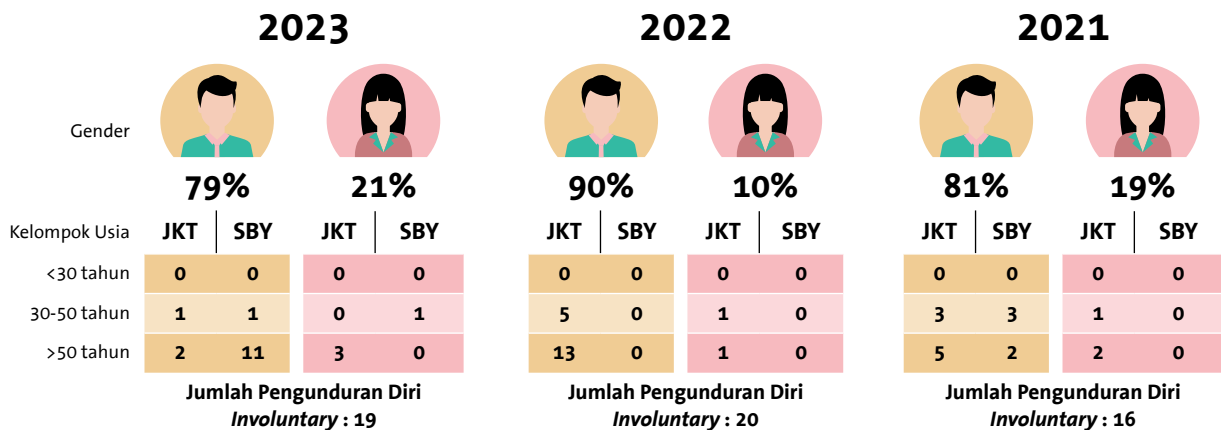 2023 2022 2021
Gender
79% 21% 90% 10% 81% 19%
Kelompok Usia JKT SBY JKT SBY JKT SBY JKT SBY JKT SBY JKT SBY
<30 tahun 0 0 0 0 0 0 0 0 0 0 0 0
30-50 tahun 1 1 0 1 5 0 1 0 3 3 1 0
>50 tahun 2 11 3 0 13 0 1 0 5 2 2 0
Jumlah Pengunduran Diri Jumlah Pengunduran Diri Jumlah Pengunduran Diri
Involuntary : 19 Involuntary : 20 Involuntary : 16